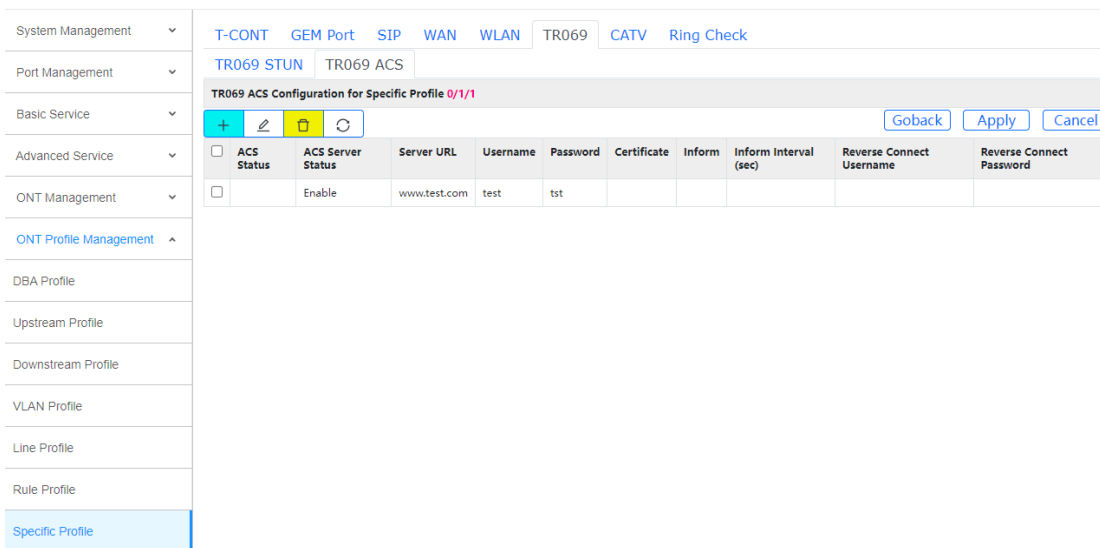 System Management
Port Management
Basic Service
Advanced Service
ONT Management
ONT Profile Management
DBA Profile
Upstream Profile
Downstream Profile
VLAN Profile
Line Profile
Rule Profile
Specific Profile
T-CONT GEM Port SIP WAN WLAN TR069 CATV Ring Check
TR069 STUN TR069 ACS
TR069 ACS Configuration for Specific Profile 0/1/1
Goback Apply Cancel
ACS Status ACS Server Status Server URL Username Password Certificate Inform Inform Interval (sec) Reverse Connect Username Reverse Connect Password
Enable www.test.com test tst